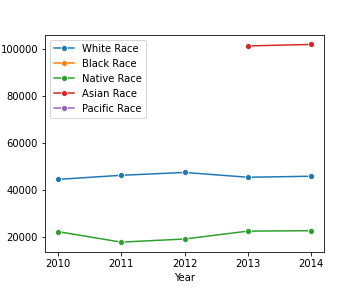 White Race
Black Race
Native Race
Asian Race
Pacific Race
100000
80000
60000
40000
20000
2010 2011 2012 2013 2014
Year